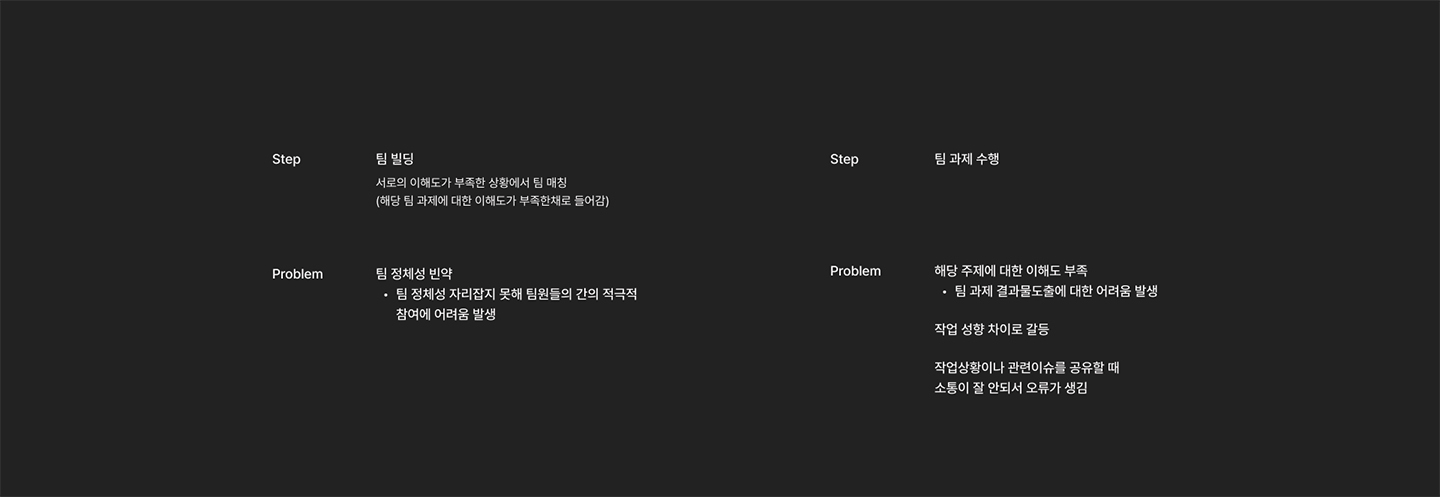 Step
팀 빌딩
서로의 이해도가 부족한 상황에서 팀 매칭
(해당 팀 과제에 대한 이해도가 부족한채로 들어감)
Problem
팀 정체성 빈약
• 팀 정체성 자리잡지 못해 팀원들의 간의 적극적
참여에 어려움 발생
Step
팀 과제 수행
Problem
해당 주제에 대한 이해도 부족
• 팀 과제 결과물도출에 대한 어려움 발생
작업 성향 차이로 갈등
작업상황이나 관련이슈를 공유할 때
소통이 잘 안되서 오류가 생김